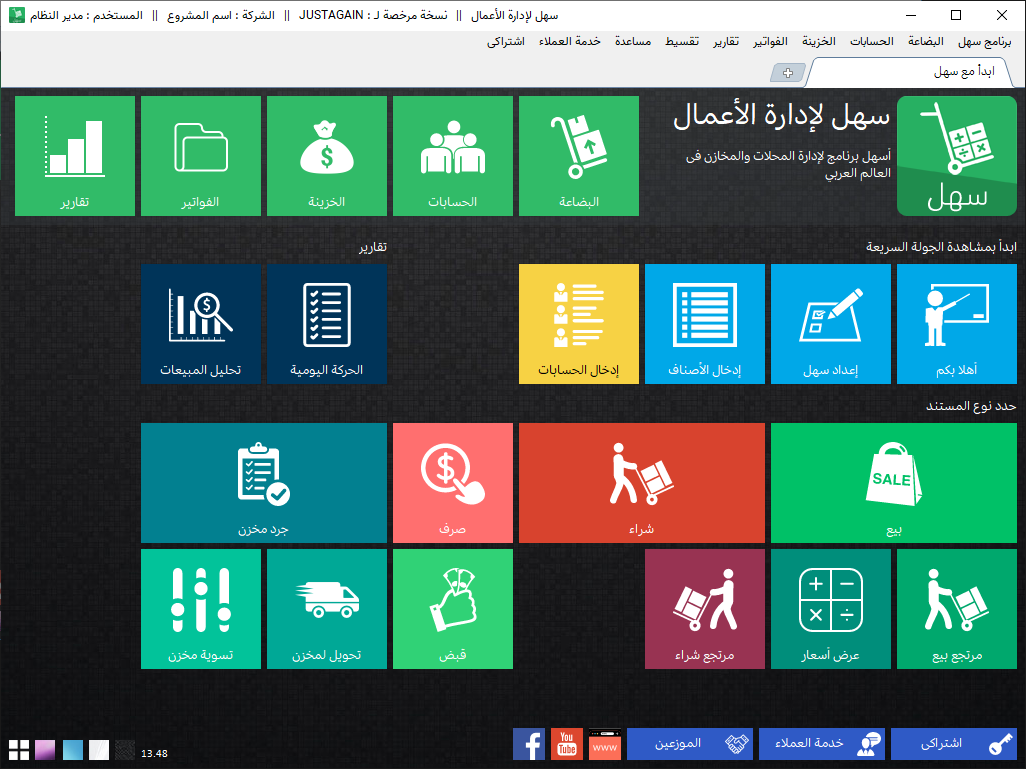 سهل لإدارة الأعمال || نسخة مرخصة لـ : JUSTAGAIN || الشركة : اسم المشروع || المستخدم : مدير النظام
برنامج سهل البضاعة الحسابات الخزينة الفواتير تقارير تقسيط مساعدة خدمة العملاء اشتراكى
ابدأ مع سهل
سهل
سهل لإدارة الأعمال
أسهل برنامج لإدارة المحلات والمخازن فى
العالم العربي
البضاعة الحسابات الخزينة الفواتير تقارير
ابدأ بمشاهدة الجولة السريعة
تقارير
أهلا بكم إعداد سهل إدخال الأصناف إدخال الحسابات الحركة اليومية تحليل المبيعات
حدد نوع المستند
SALE
بيع شراء صرف جرد مخزن
مرتجع بيع عرض أسعار مرتجع شراء قبض تحويل لمخزن تسوية مخزن
اشتراكى خدمة العملاء الموزعين www You Tube f
13.48